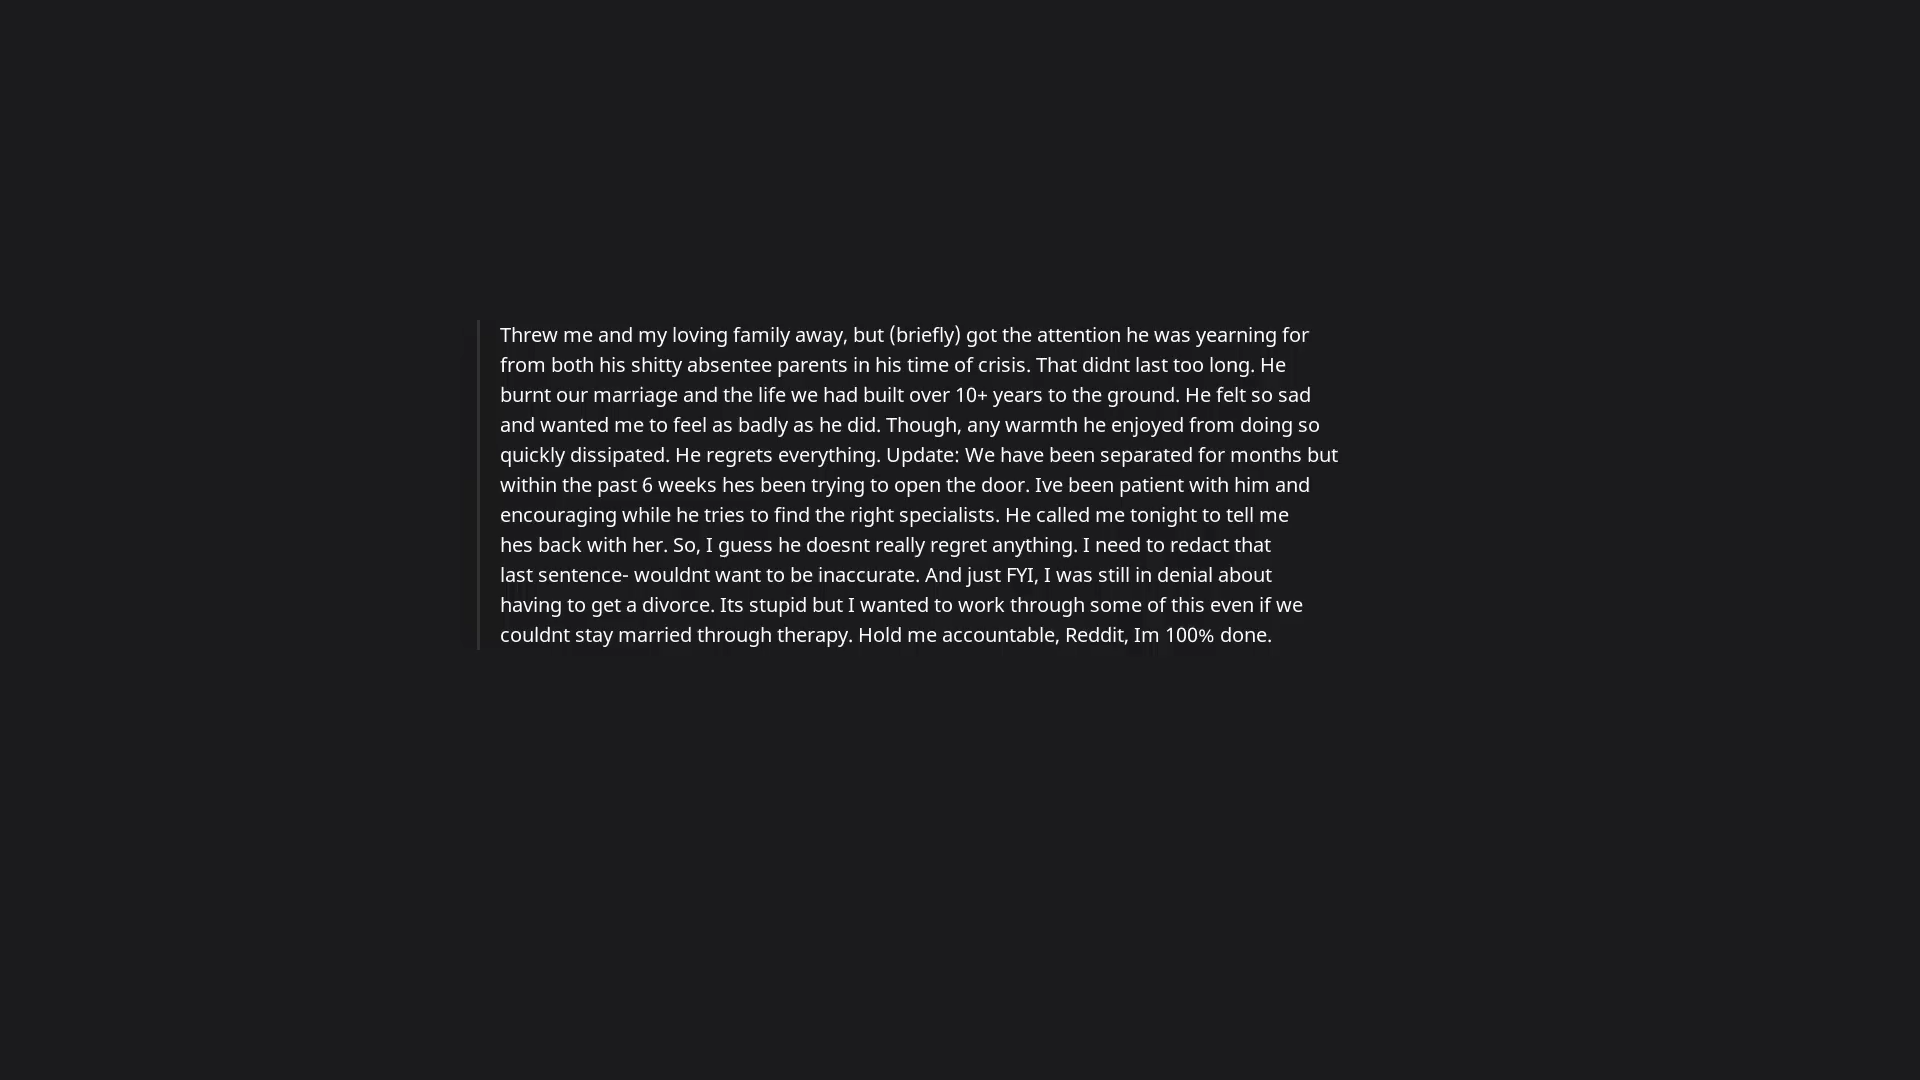 Threw me and my loving family away, but (briefly) got the attention he was yearning for
from both his shitty absentee parents in his time of crisis. That didnt last too long. He
burnt our marriage and the life we had built over 10+ years to the ground. He felt so sad
and wanted me to feel as badly as he did. Though, any warmth he enjoyed from doing so
quickly dissipated. He regrets everything. Update: We have been separated for months but
within the past 6 weeks hes been trying to open the door. Ive been patient with him and
encouraging while he tries to find the right specialists. He called me tonight to tell me
hes back with her. So, I guess he doesnt really regret anything. I need to redact that
last sentence- wouldnt want to be inaccurate. And just FYI, I was still in denial about
having to get a divorce. Its stupid but I wanted to work through some of this even if we
couldnt stay married through therapy. Hold me accountable, Reddit, Im 100% done.